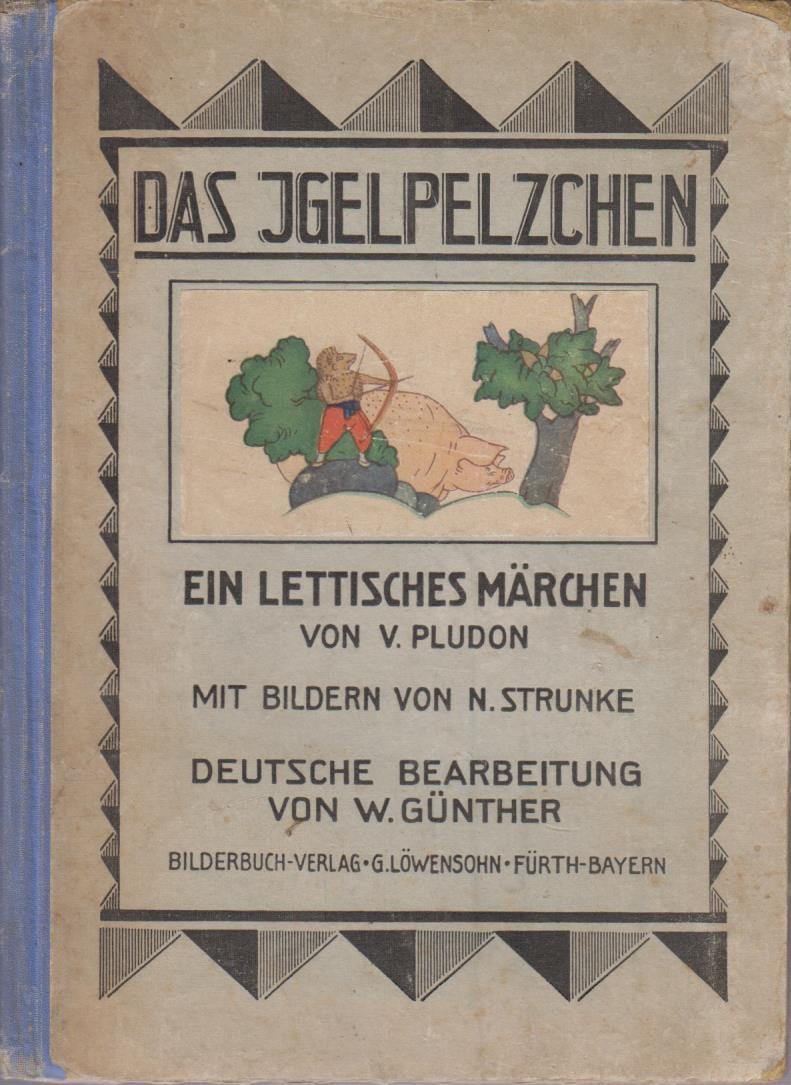 DAS JGELPELZCHEN
EIN LETTISCHES MÄRCHEN
VON V. PLUDON
MIT BILDERN VON N. STRUNKE
DEUTSCHE BEARBEITUNG
VON W. GÜNTHER
BILDERBUCH-VERLAG•G.LÖWENSOHN•FÜRTH-BAYERN